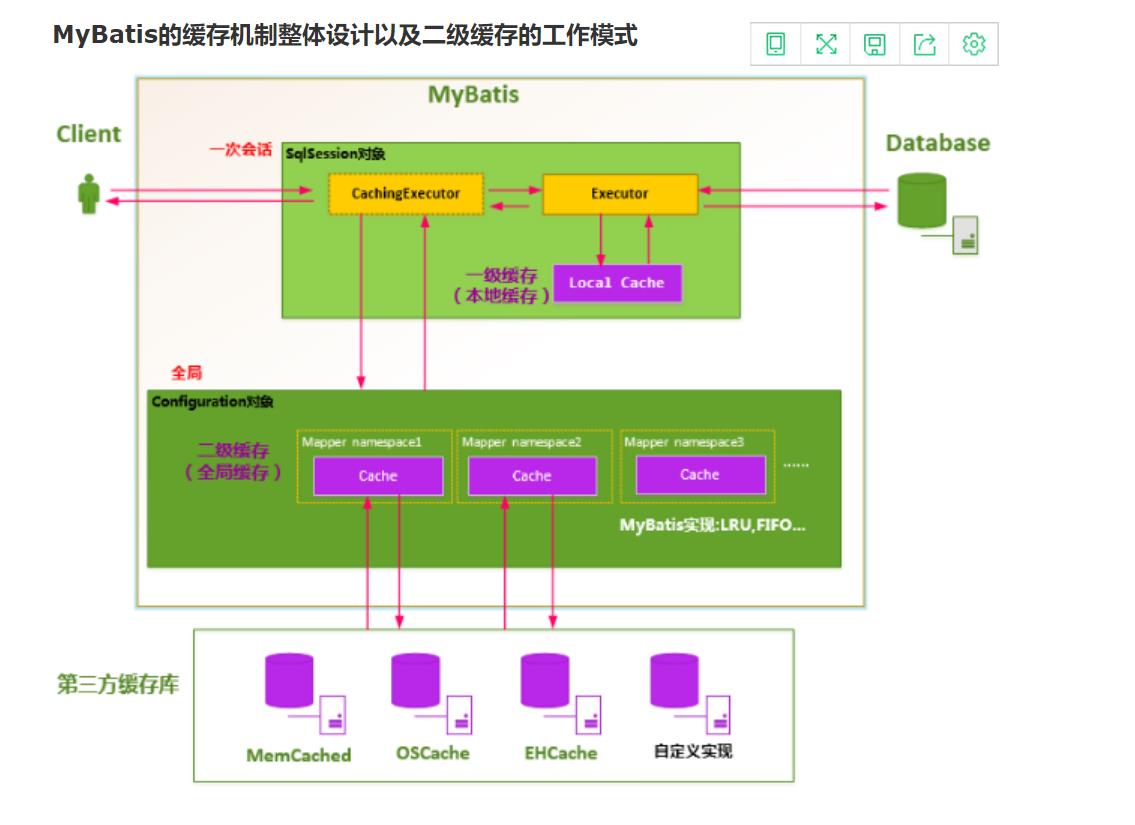 MyBatis的缓存机制整体设计以及二级缓存的工作模式
MyBatis
Client
Database
一次会话
SqlSession对象
CachingExecutor
Executor
一级缓存
（本地缓存）
Local Cache
全局
Configuration对象
二级缓存
（全局缓存）
Mapper namespace1
Mapper namespace2
Mapper namespace3
Cache
Cache
Cache
......
MyBatis实现:LRU,FIFO...
第三方缓存库
MemCached
OSCache
EHCache
自定义实现